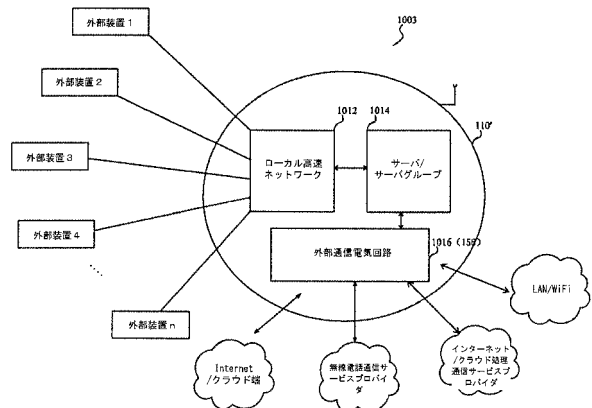 外部装置１
1003
外部装置２
1012
1014
110'
外部装置３
ローカル高速
ネットワーク
サーバ/
サーバグループ
外部装置４
外部通信電気回路
1016 (156)
LAN/WiFi
外部装置ｎ
Internet
/クラウド端
無線電話通信サ
ービスプロバイ
ダ
インターネット
/クラウド処理
通信サービスプ
ロバイダ